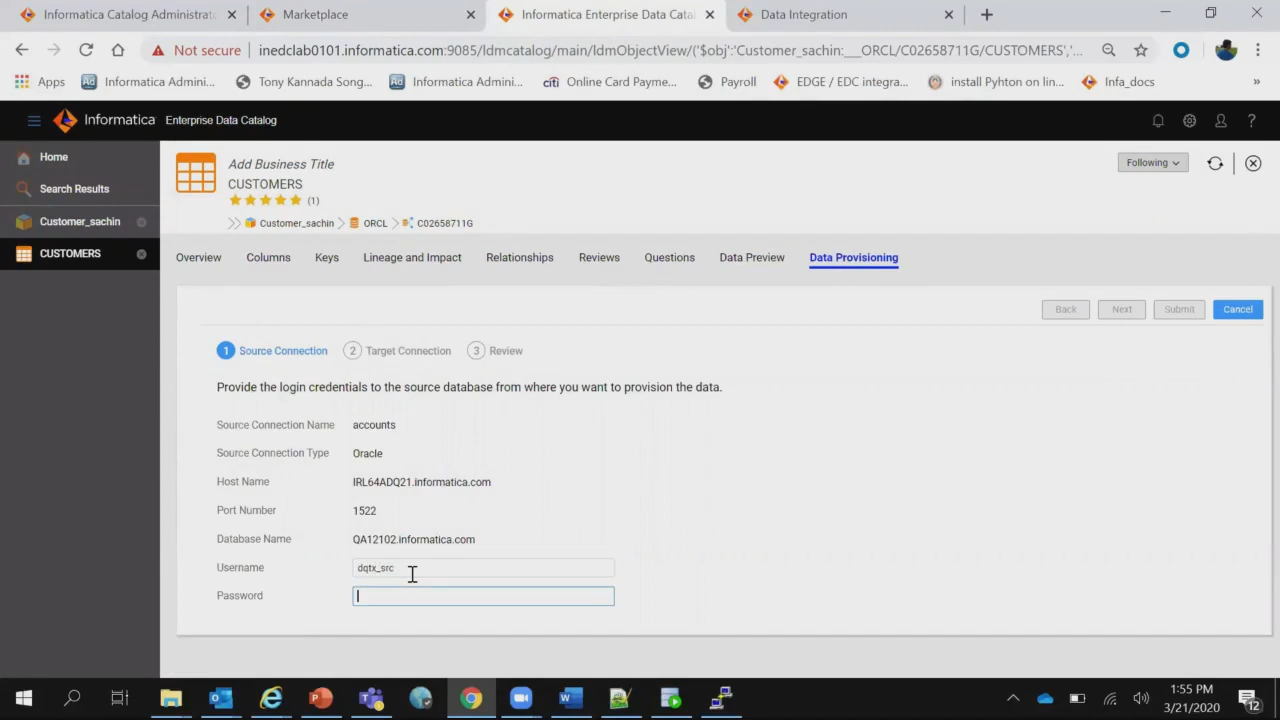 Informatica Catalog Administrat
Marketplace
Informatica Enterprise Data Catal
Data Integration
Not secure
inedclab0101.informatica.com:9085/ldmcatalog/main/ldmObjectView/('$obj':'Customer_sachin:___ORCL/C02658711G/CUSTOMERS','...
Apps
Informatica Admini...
Tony Kannada Song...
Informatica Admini...
citi Online Card Payme...
Payroll
EDGE / EDC integra...
install Pyhton on lin...
Infa_docs
»
Informatica Enterprise Data Catalog
?
Home
Search Results
Customer_sachin
CUSTOMERS
Add Business Title
CUSTOMERS
(1)
Following
Customer_sachin
ORCL
C02658711G
Overview
Columns
Keys
Lineage and Impact
Relationships
Reviews
Questions
Data Preview
Data Provisioning
Back
Next
Submit
Cancel
1 Source Connection
2 Target Connection
3 Review
Provide the login credentials to the source database from where you want to provision the data.
Source Connection Name accounts
Source Connection Type Oracle
Host Name IRL64ADQ21.informatica.com
Port Number 1522
Database Name QA12102.informatica.com
Username dqtx_src
Password
1:55 PM
3/21/2020
12